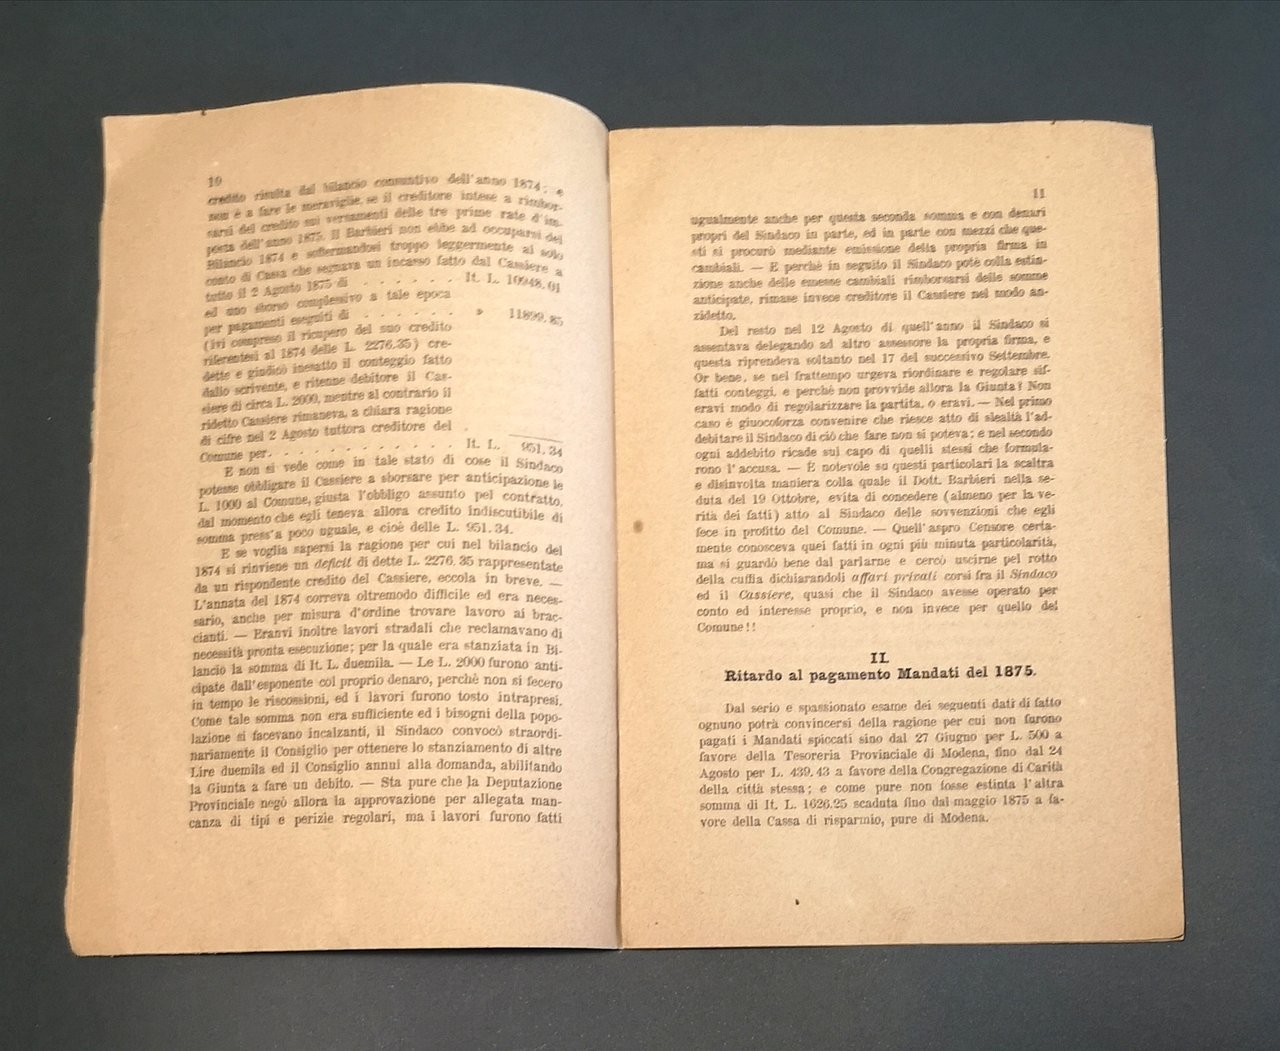 10
credito risulta dal bilancio consuntivo dell'anno 1874; e
non è a fare le meraviglie, se il creditore intese a rimbor-
sarsi del credito sui versamenti delle tre prime rate d'im-
posta dell'anno 1875. Il Barbieri non ebbe ad occuparsi del
Bilancio 1874 e soffermandosi troppo leggermente al solo
conto di Cassa che segnava un incasso fatto dal Cassiere a
tutto il 2 Agosto 1875 di . . . . . . . It. L. 10948.01
ed uno sborso complessivo a tale epoca
per pagamenti eseguiti di . . . . . . . » 11899.35
(ivi compreso il ricupero del suo credito
riferentesi al 1874 delle L. 2276.35) cre-
dette e giudicò inesatto il conteggio fatto
dallo scrivente, e ritenne debitore il Cas-
siere di circa L. 2000, mentre al contrario il
ridetto Cassiere rimaneva, a chiara ragione
di cifre nel 2 Agosto tuttora creditore del
Comune per. . . . . . . . . . It. L. 951.34
E non si vede come in tale stato di cose il Sindaco
potesse obbligare il Cassiere a sborsare per anticipazione le
L. 1000 al Comune, giusta l'obbligo assunto pel contratto,
dal momento che egli teneva allora credito indiscutibile di
somma press'a poco uguale, e cioè delle L. 951.34.
E se voglia sapersi la ragione per cui nel bilancio del
1874 si rinviene un deficit di dette L. 2276.35 rappresentate
da un rispondente credito del Cassiere, eccola in breve. —
L'annata del 1874 correva oltremodo difficile ed era neces-
sario, anche per misura d'ordine trovare lavoro ai brac-
cianti. — Eranvi inoltre lavori stradali che reclamavano di
necessità pronta esecuzione; per la quale era stanziata in Bi-
lancio la somma di It. L. duemila. — Le L. 2000 furono anti-
cipate dall'esponente col proprio denaro, perchè non si fecero
in tempo le riscossioni, ed i lavori furono tosto intrapresi.
Come tale somma non era sufficiente ed i bisogni della popo-
lazione si facevano incalzanti, il Sindaco convocò straordi-
nariamente il Consiglio per ottenere lo stanziamento di altre
Lire duemila ed il Consiglio annuì alla domanda, abilitando
la Giunta a fare un debito. — Sta pure che la Deputazione
Provinciale negò allora la approvazione per allegata man-
canza di tipi e perizie regolari, ma i lavori furono fatti
11
ugualmente anche per questa seconda somma e con denari
propri del Sindaco in parte, ed in parte con mezzi che que-
sti si procurò mediante emissione della propria firma in
cambiali. — E perchè in seguito il Sindaco potè colla estin-
zione anche delle emesse cambiali rimborsarsi delle somme
anticipate, rimase invece creditore il Cassiere nel modo an-
zidetto.
Del resto nel 12 Agosto di quell'anno il Sindaco si
assentava delegando ad altro assessore la propria firma, e
questa riprendeva soltanto nel 17 del successivo Settembre.
Or bene, se nel frattempo urgeva riordinare e regolare sif-
fatti conteggi, e perchè non provvide allora la Giunta? Non
eravi modo di regolarizzare la partita, o eravi. — Nel primo
caso è giuocoforza convenire che riesce atto di slealtà l'ad-
debitare il Sindaco di ciò che fare non si poteva; e nel secondo
ogni addebito ricade sul capo di quelli stessi che formula-
rono l'accusa. — È notevole su questi particolari la scaltra
e disinvolta maniera colla quale il Dott. Barbieri nella se-
duta del 19 Ottobre, evita di concedere (almeno per la ve-
rità dei fatti) atto al Sindaco delle sovvenzioni che egli
fece in profitto del Comune. — Quell'aspro Censore certa-
mente conosceva quei fatti in ogni più minuta particolarità,
ma si guardò bene dal parlarne e cercò uscirne pel rotto
della cuffia dichiarandoli affari privati corsi fra il Sindaco
ed il Cassiere, quasi che il Sindaco avesse operato per
conto ed interesse proprio, e non invece per quello del
Comune!!
II.
Ritardo al pagamento Mandati del 1875.
Dal serio e spassionato esame dei seguenti dati di fatto
ognuno potrà convincersi della ragione per cui non furono
pagati i Mandati spiccati sino dal 27 Giugno per L. 500 a
favore della Tesoreria Provinciale di Modena, fino dal 24
Agosto per L. 439.43 a favore della Congregazione di Carità
della città stessa; e come pure non fosse estinta l'altra
somma di It. L. 1626.25 scaduta fino dal maggio 1875 a fa-
vore della Cassa di risparmio, pure di Modena.